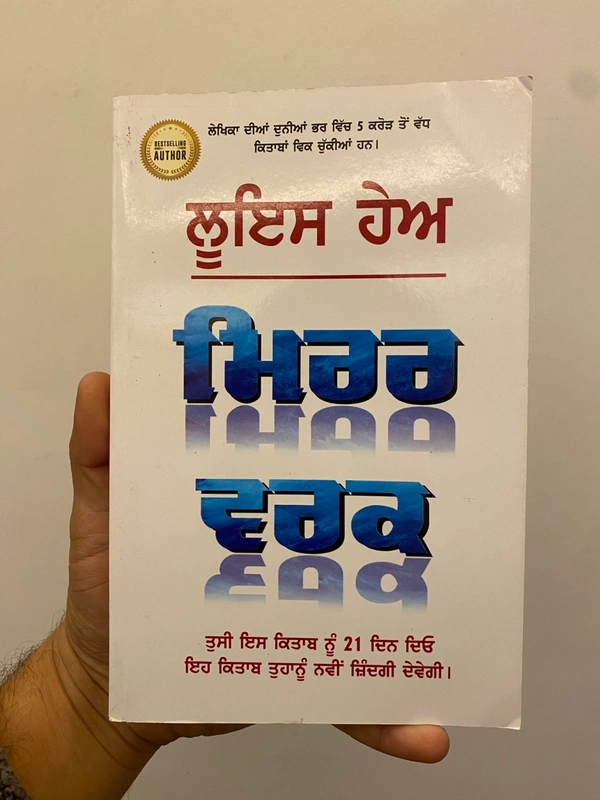 ਲੇਖਿਕਾ ਦੀਆਂ ਦੁਨੀਆਂ ਭਰ ਵਿੱਚ 5 ਕਰੋੜ ਤੋਂ ਵੱਧ
ਕਿਤਾਬਾਂ ਵਿਕ ਚੁੱਕੀਆਂ ਹਨ।
BESTSELLING
AUTHOR
ਲੂਇਸ ਹੇਅ
ਮਿਰਰ
ਵਰਕ
ਤੁਸੀ ਇਸ ਕਿਤਾਬ ਨੂੰ 21 ਦਿਨ ਦਿਓ
ਇਹ ਕਿਤਾਬ ਤੁਹਾਨੂੰ ਨਵੀਂ ਜ਼ਿੰਦਗੀ ਦੇਵੇਗੀ।